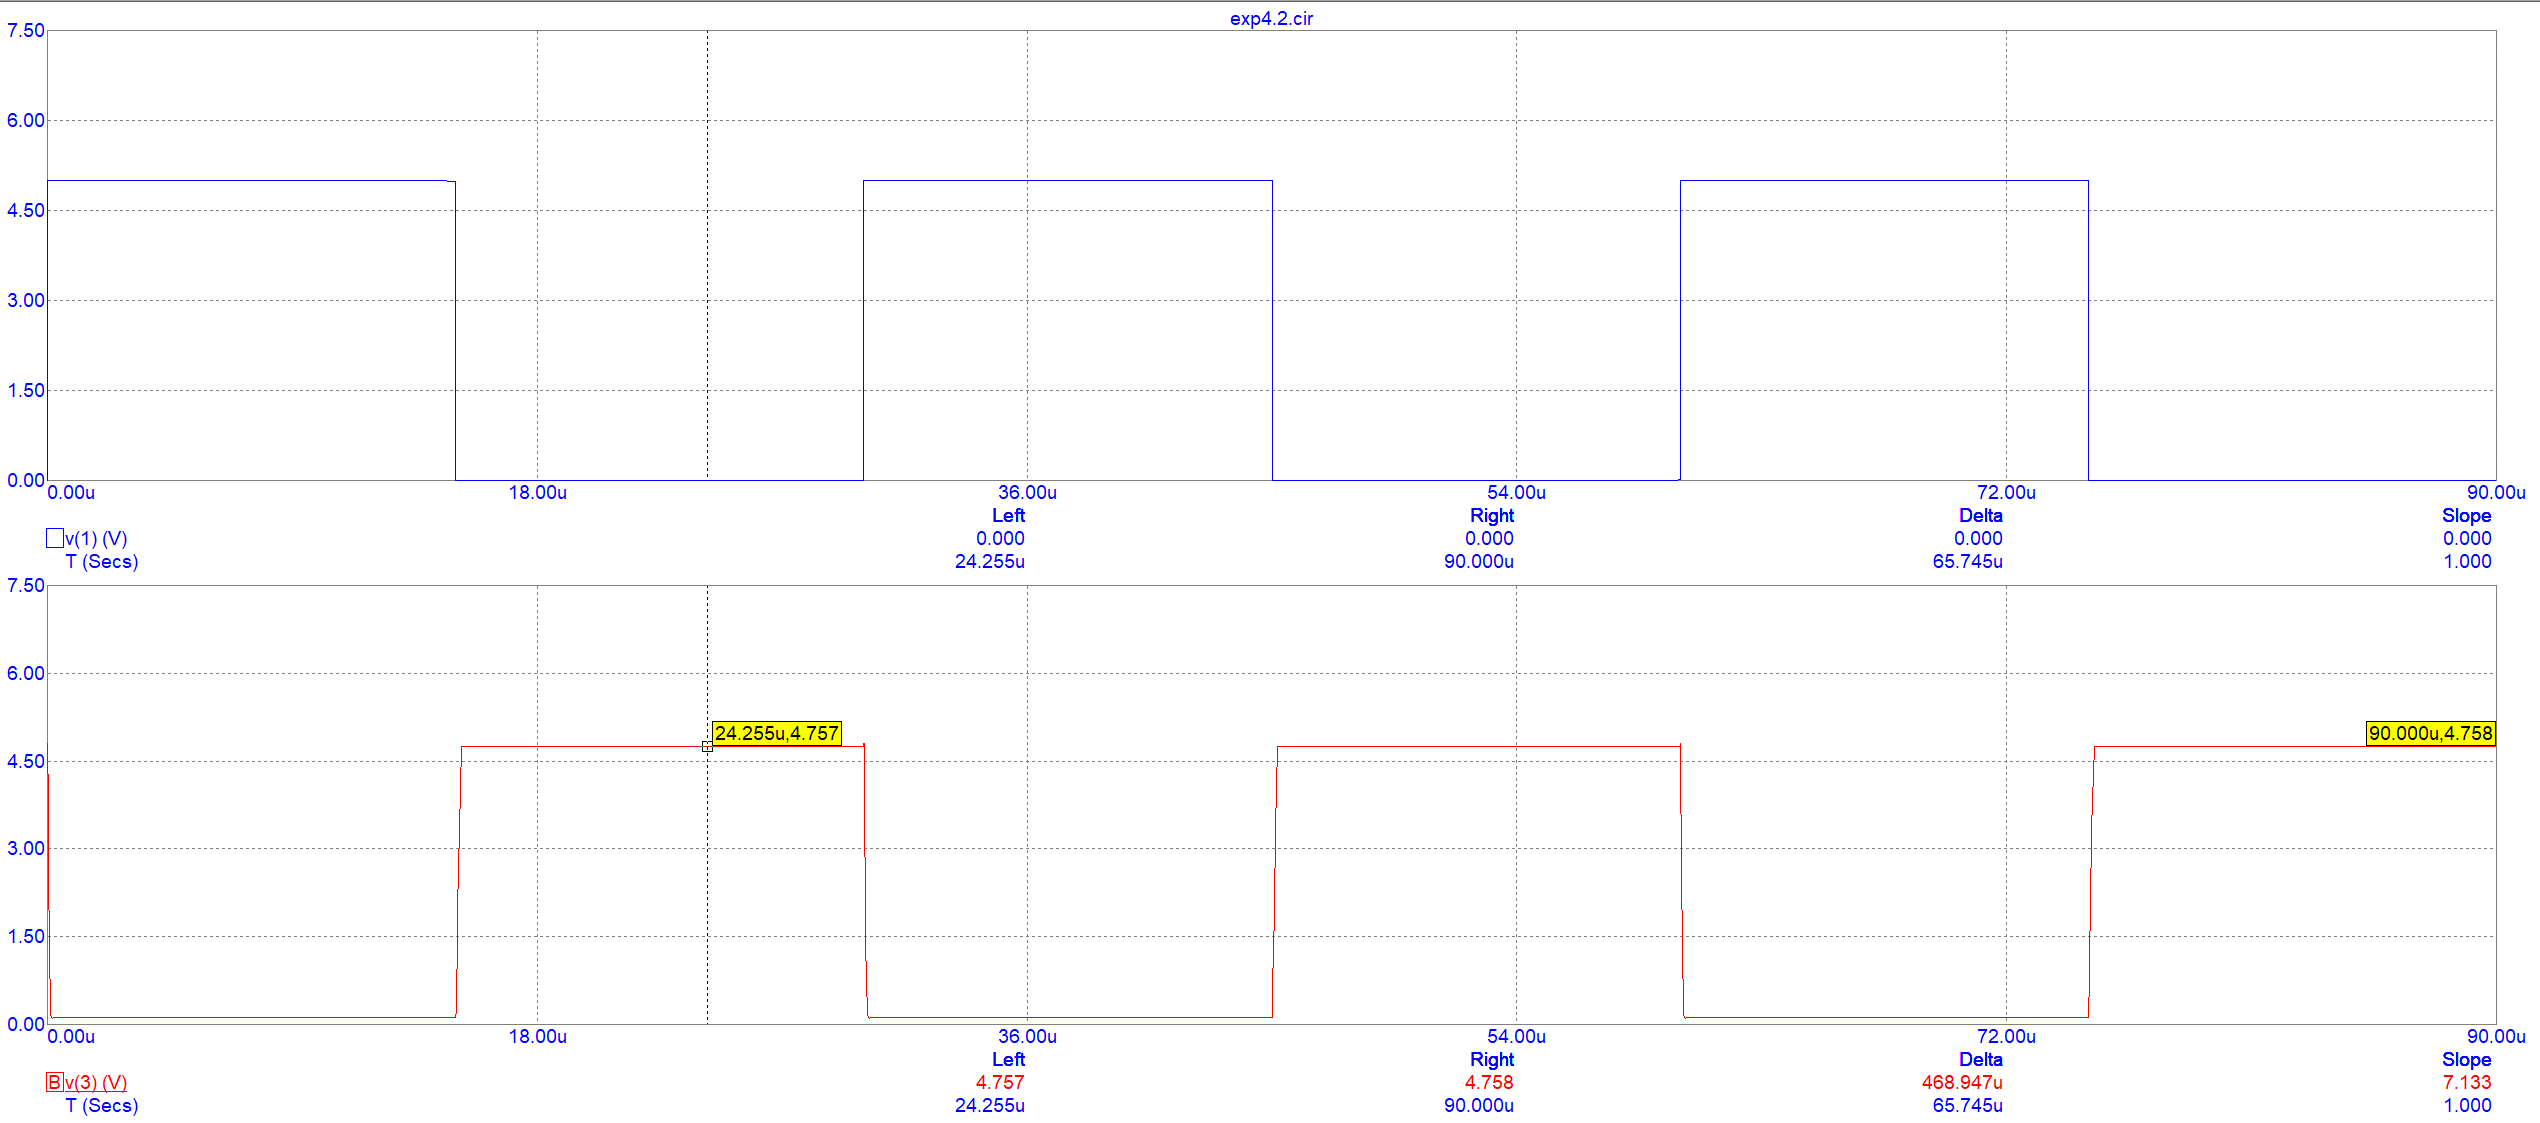 exp4.2.cir
7.50
6.00
4.50
3.00
1.50
0.00
0.00u 18.00u 36.00u 54.00u 72.00u 90.00u
Left Right Delta Slope
v(1) (V) 0.000 0.000 0.000 0.000
T (Secs) 24.255u 90.000u 65.745u 1.000
7.50
6.00
24.255u,4.757 90.000u,4.758
4.50
3.00
1.50
0.00
0.00u 18.00u 36.00u 54.00u 72.00u 90.00u
Left Right Delta Slope
B v(3) (V) 4.757 4.758 468.947u 7.133
T (Secs) 24.255u 90.000u 65.745u 1.000